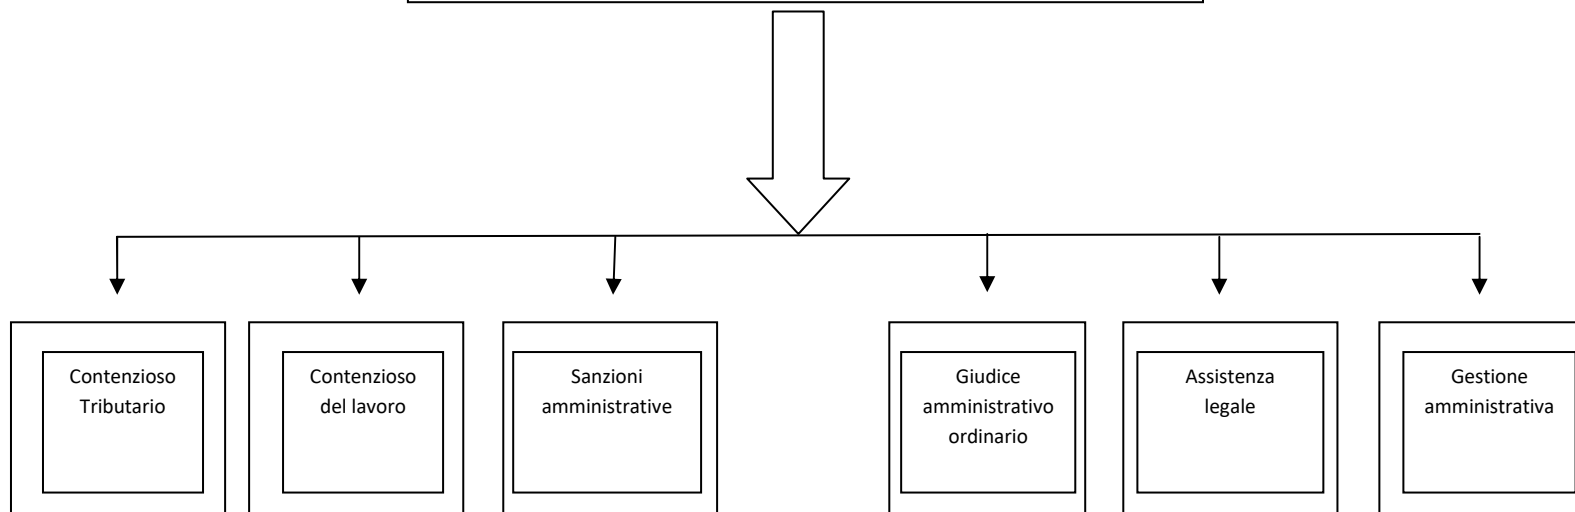 Contenzioso
Tributario
Contenzioso
del lavoro
Sanzioni
amministrative
Giudice
amministrativo
ordinario
Assistenza
legale
Gestione
amministrativa